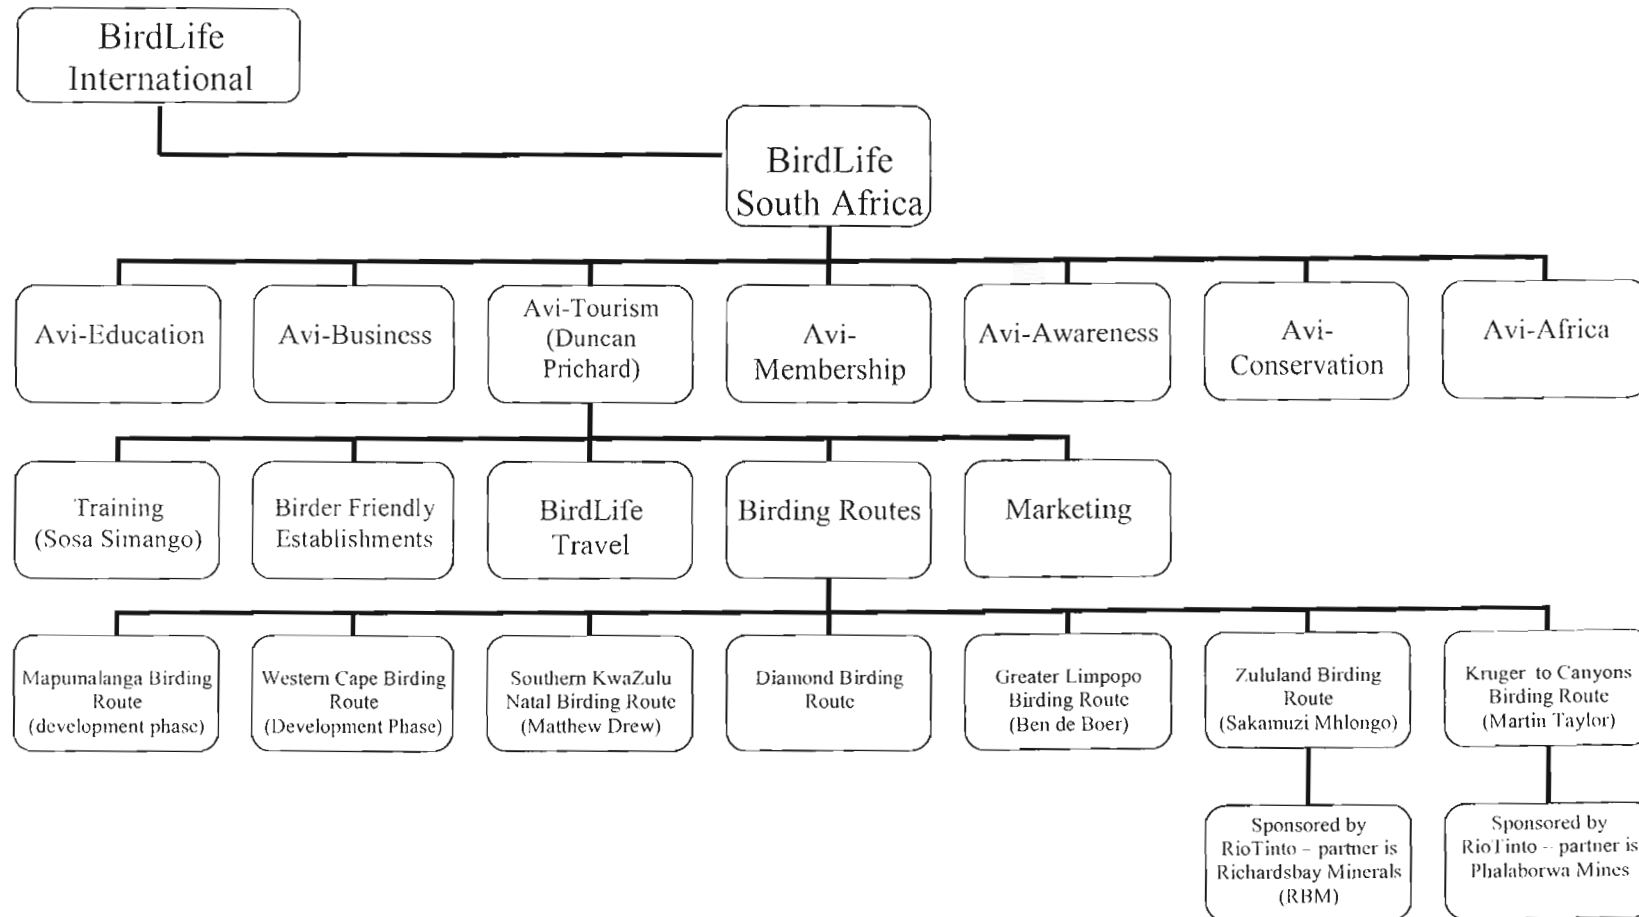 BirdLife
International
BirdLife
South Africa
Avi-Education
Avi-Business
Avi-Tourism
(Duncan
Prichard)
Avi-
Membership
Avi-Awareness
Avi-
Conservation
Avi-Africa
Training
(Sosa Simango)
Birder Friendly
Establishments
BirdLife
Travel
Birding Routes
Marketing
Mapumalanga Birding
Route
(development phase)
Western Cape Birding
Route
(Development Phase)
Southern KwaZulu
Natal Birding Route
(Matthew Drew)
Diamond Birding
Route
Greater Limpopo
Birding Route
(Ben de Boer)
Zululand Birding
Route
(Sakamuzi Mhlongo)
Kruger to Canyons
Birding Route
(Martin Taylor)
Sponsored by
RioTinto – partner is
Richardsbay Minerals
(RBM)
Sponsored by
RioTinto – partner is
Phalaborwa Mines